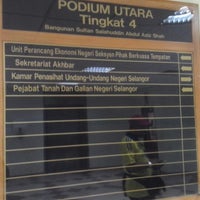 PODIUM UTARA
Tingkat 4
Bangunan Sultan Salahuddin Abdul Aziz Shah
Unit Perancang Ekonomi Negeri Seksyen Pihak Berkuasa Tempatan
Sekretariat Akhbar
Kamar Penasihat Undang-Undang Negeri Selangor
Pejabat Tanah Dan Galian Negeri Selangor